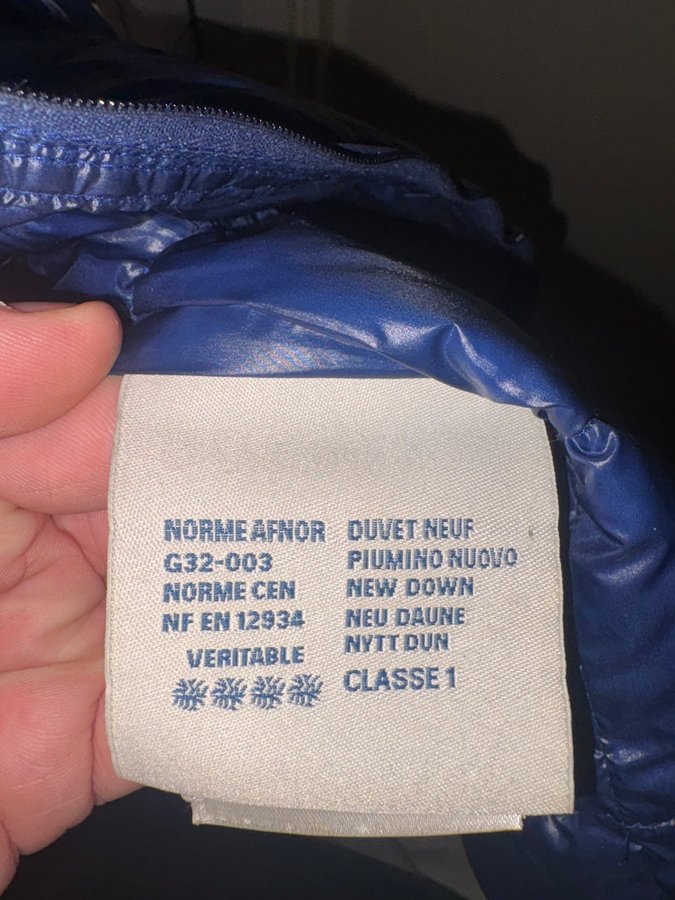 NORME AFNOR
G32-003
NORME CEN
NF EN 12934
VERITABLE
DUVET NEUF
PIUMINO NUOVO
NEW DOWN
NEU DAUNE
NYTT DUN
CLASSE 1